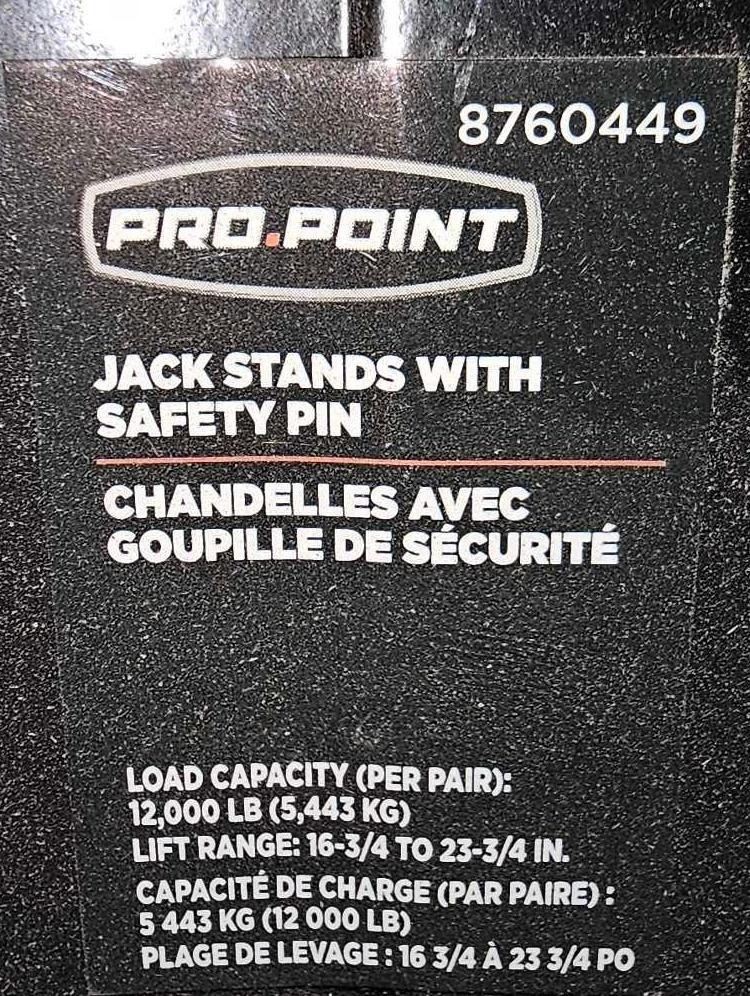 8760449
PRO.POINT
JACK STANDS WITH
SAFETY PIN
CHANDELLES AVEC
GOUPILLE DE SÉCURITÉ
LOAD CAPACITY (PER PAIR):
12,000 LB (5,443 KG)
LIFT RANGE: 16-3/4 TO 23-3/4 IN.
CAPACITÉ DE CHARGE (PAR PAIRE) :
5 443 KG (12 000 LB)
PLAGE DE LEVAGE : 16 3/4 À 23 3/4 PO